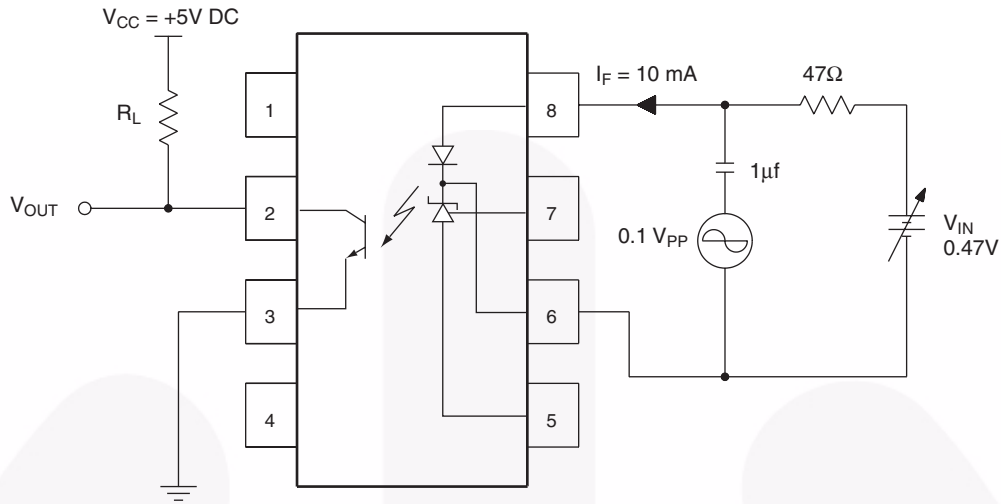 V_CC = +5V DC
R_L
V_OUT
1
2
3
4
8
7
6
5
I_F = 10 mA
47Ω
1μf
0.1 V_PP
V_IN
0.47V